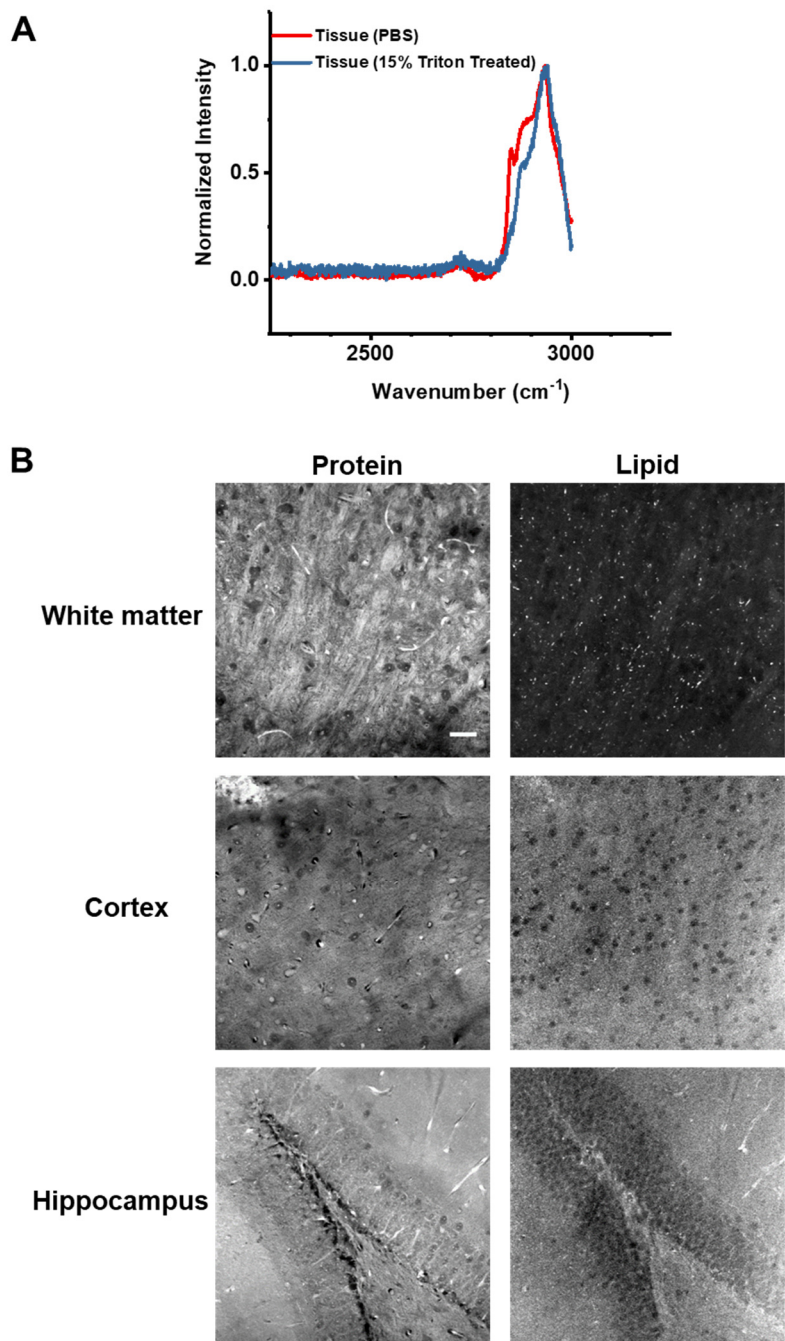 A
Tissue (PBS)
Tissue (15% Triton Treated)
1.0
0.5
0.0
Normalized Intensity
2500 3000
Wavenumber (cm⁻¹)
B
Protein Lipid
White matter
Cortex
Hippocampus